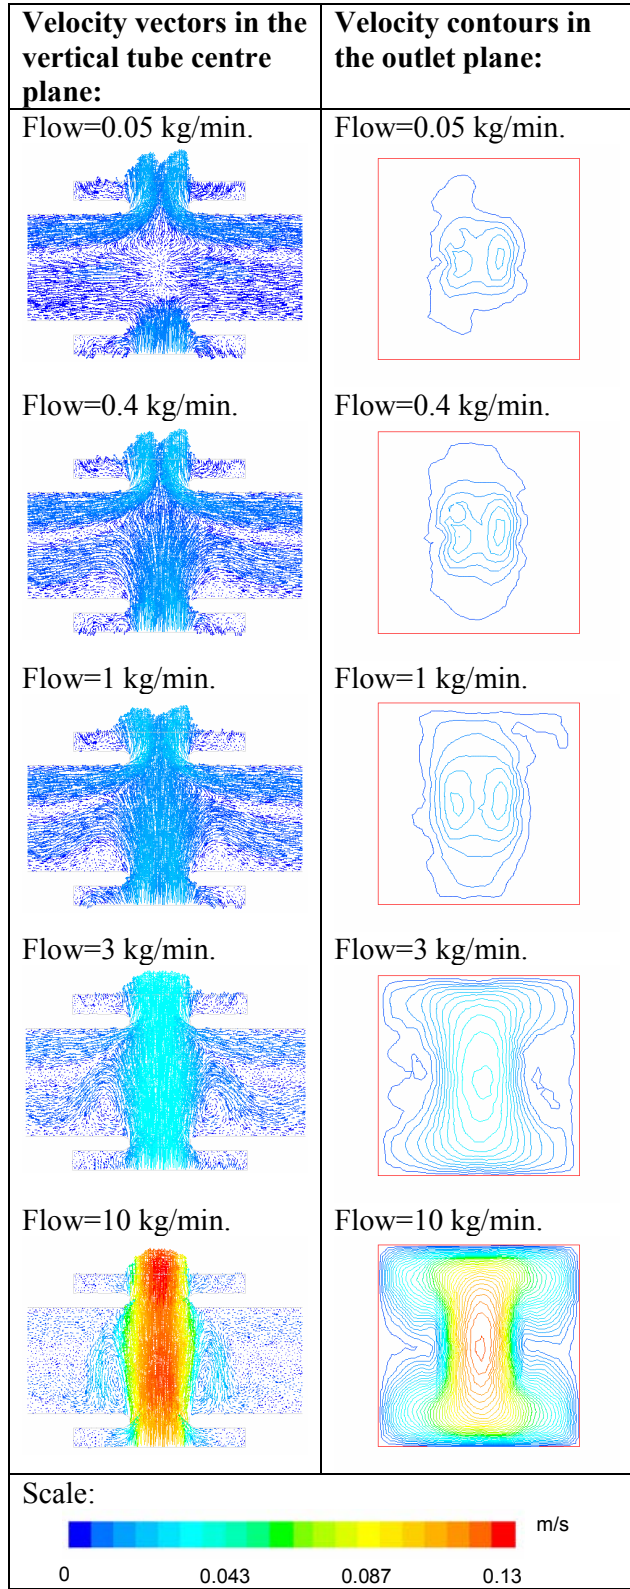 Velocity vectors in the
vertical tube centre
plane:
Velocity contours in
the outlet plane:
Flow=0.05 kg/min.
Flow=0.05 kg/min.
Flow=0.4 kg/min.
Flow=0.4 kg/min.
Flow=1 kg/min.
Flow=1 kg/min.
Flow=3 kg/min.
Flow=3 kg/min.
Flow=10 kg/min.
Flow=10 kg/min.
Scale:
m/s
0 0.043 0.087 0.13